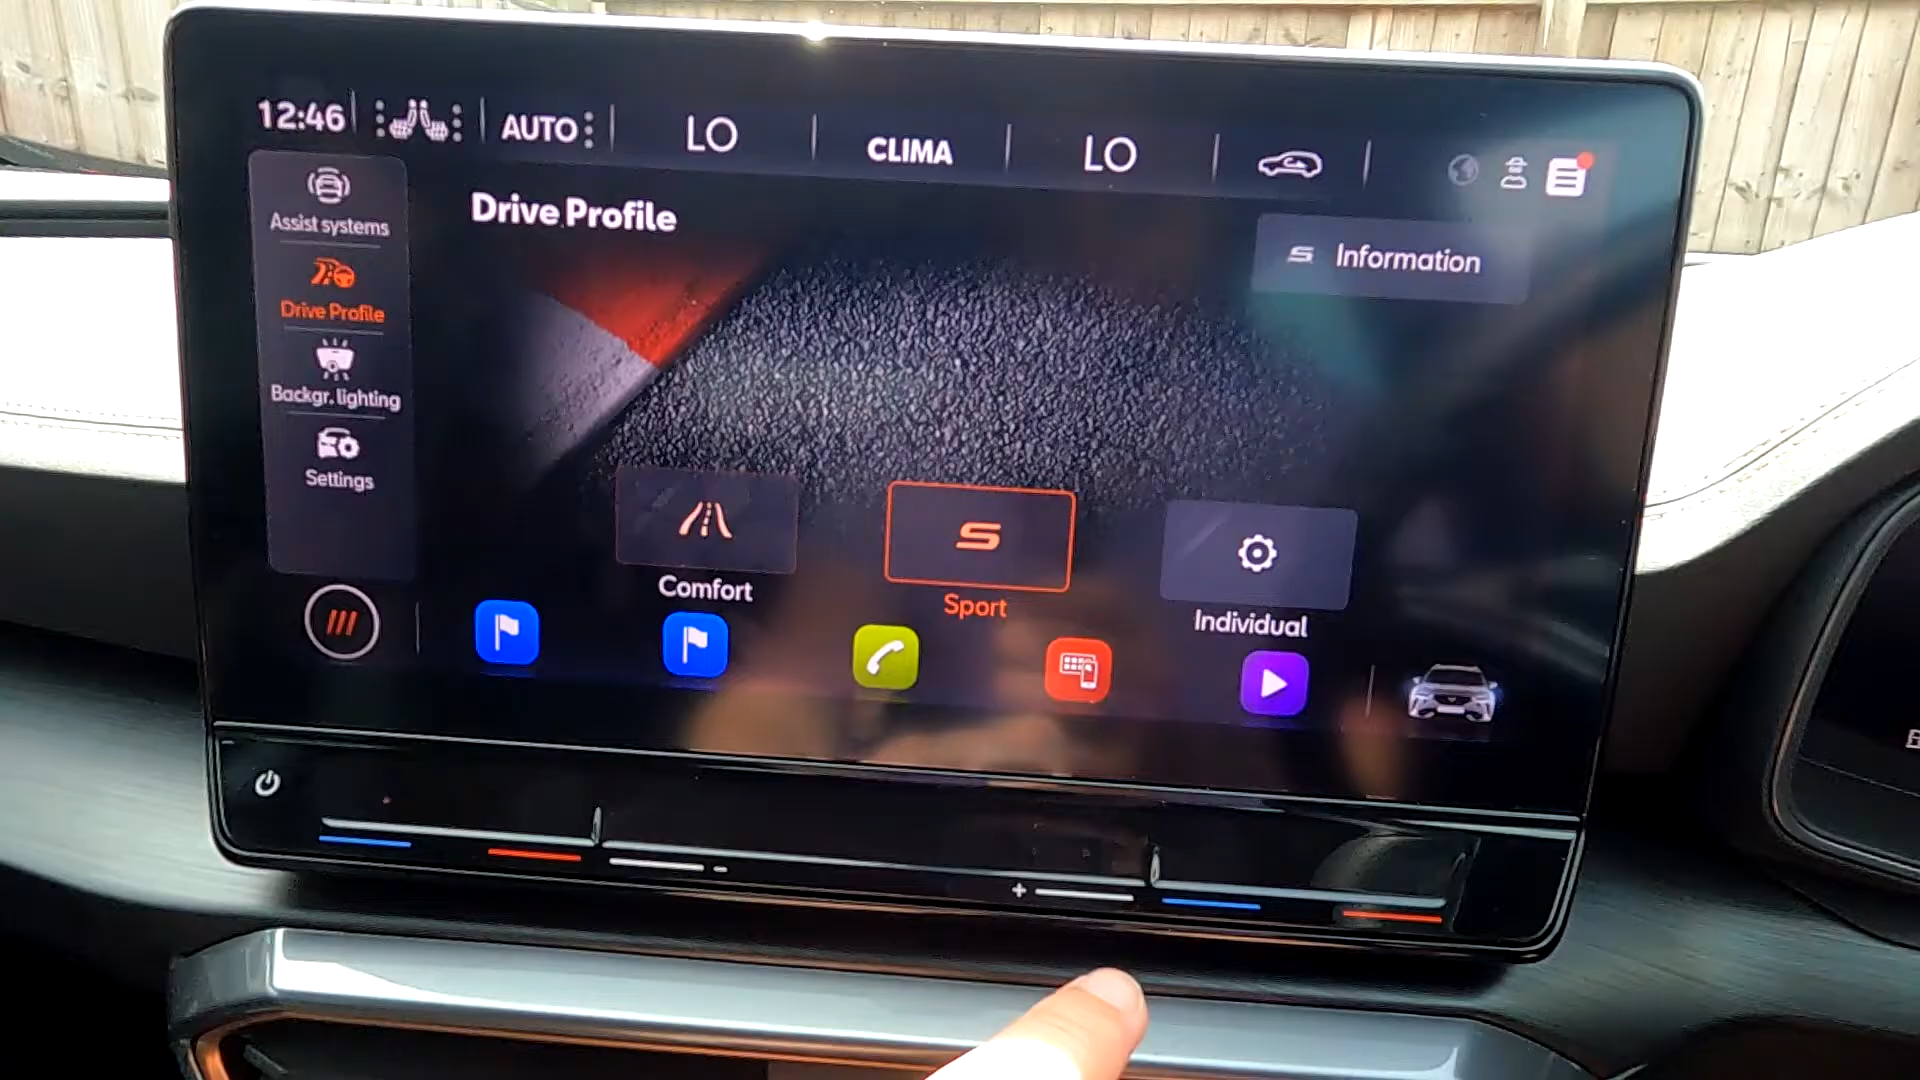 12:46 AUTO LO CLIMA LO
Assist systems
Drive Profile
Backgr. lighting
Settings
Drive Profile
S Information
S
Comfort
Sport
Individual
- +